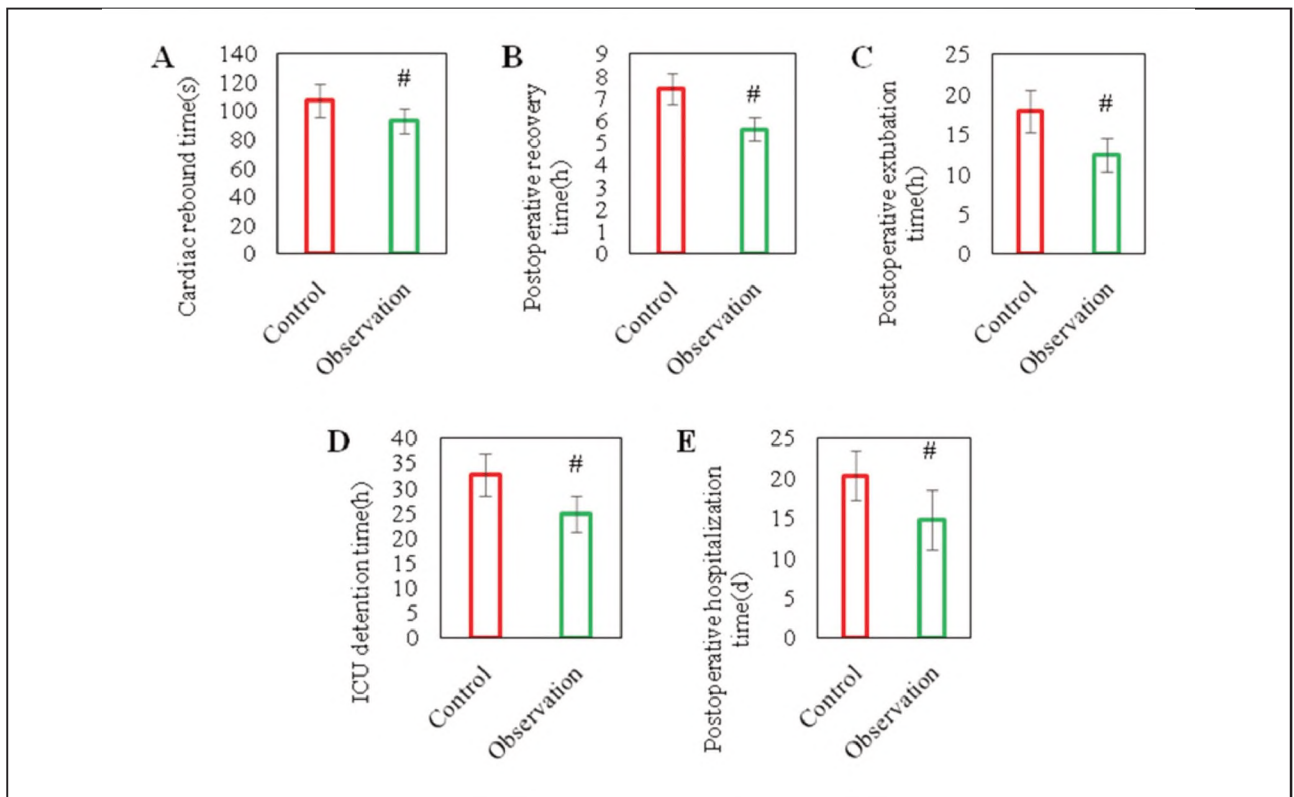 A
Cardiac rebound time(s)
140
120
100
80
60
40
20
0
#
Control
Observation
B
Postoperative recovery
time(h)
9
8
7
6
5
4
3
2
1
0
#
Control
Observation
C
Postoperative extubation
time(h)
25
20
15
10
5
0
#
Control
Observation
D
ICU detention time(h)
40
35
30
25
20
15
10
5
0
#
Control
Observation
E
Postoperative hospitalization
time(d)
25
20
15
10
5
0
#
Control
Observation